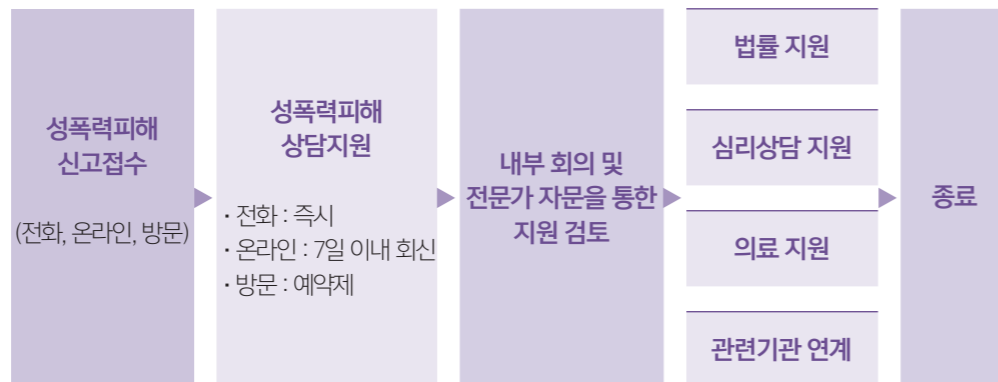 성폭력피해
신고접수
(전화, 온라인, 방문)
성폭력피해
상담지원
· 전화 : 즉시
· 온라인 : 7일 이내 회신
· 방문 : 예약제
내부 회의 및
전문가 자문을 통한
지원 검토
법률 지원
심리상담 지원
의료 지원
관련기관 연계
종료